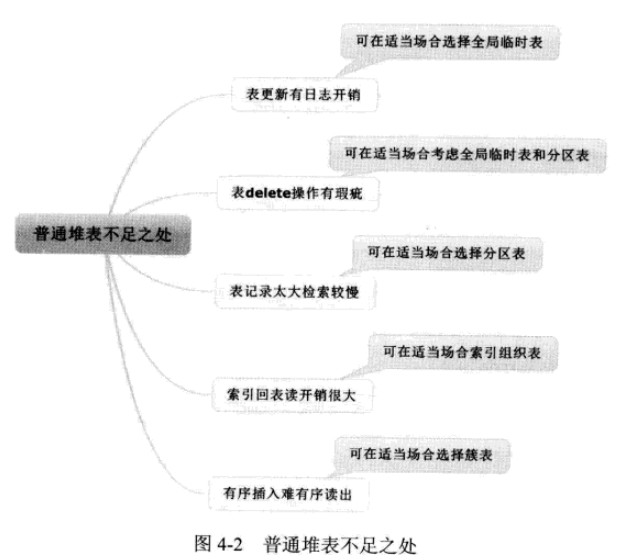 可在适当场合选择全局临时表
表更新有日志开销
可在适当场合考虑全局临时表和分区表
表delete操作有瑕疵
普通堆表不足之处
可在适当场合选择分区表
表记录太大检索较慢
可在适当场合索引组织表
索引回表读开销很大
可在适当场合选择簇表
有序插入难有序读出
图 4-2 普通堆表不足之处